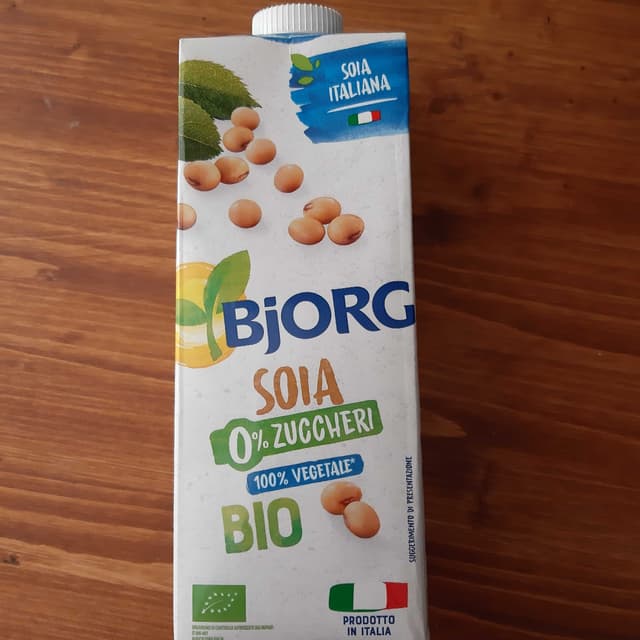 SOIA
ITALIANA
BjORG
SOIA
0% ZUCCHERI
100% VEGETALE*
BIO
SUGGERIMENTO DI PRESENTAZIONE
PRODOTTO
IN ITALIA